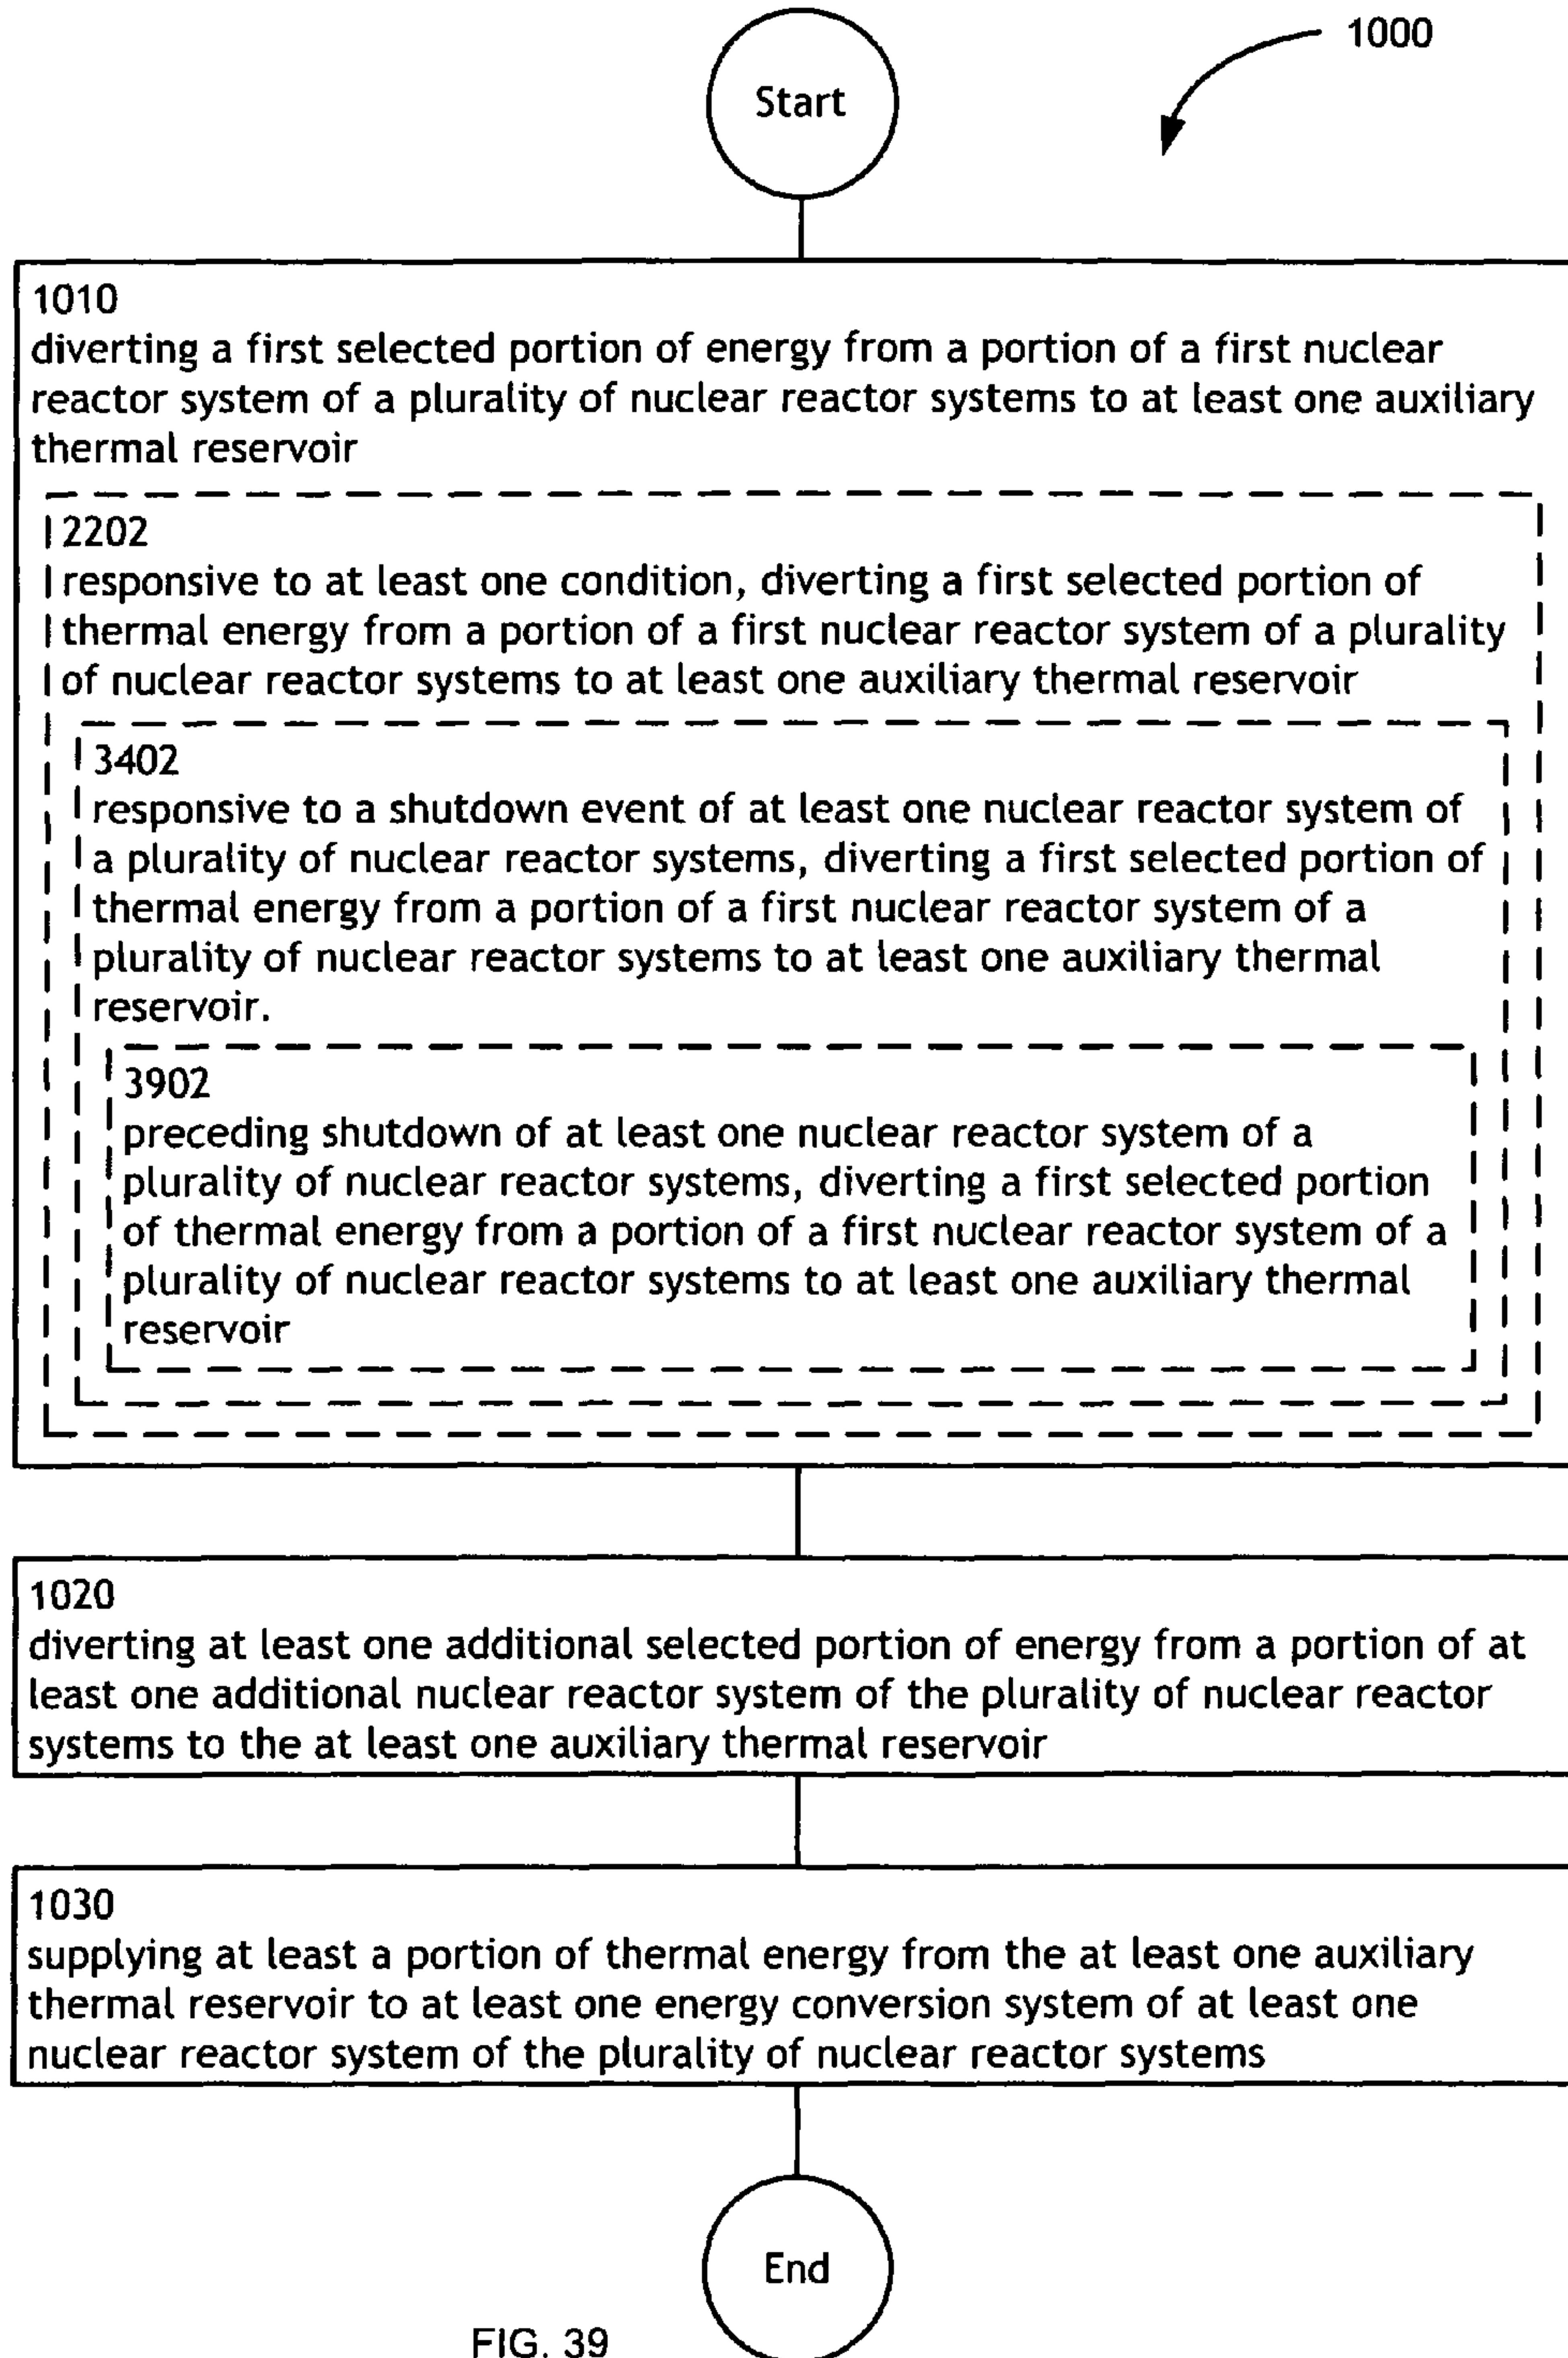 1000
Start
1010
diverting a first selected portion of energy from a portion of a first nuclear
reactor system of a plurality of nuclear reactor systems to at least one auxiliary
thermal reservoir
2202
responsive to at least one condition, diverting a first selected portion of
thermal energy from a portion of a first nuclear reactor system of a plurality
of nuclear reactor systems to at least one auxiliary thermal reservoir
3402
responsive to a shutdown event of at least one nuclear reactor system of
a plurality of nuclear reactor systems, diverting a first selected portion of
thermal energy from a portion of a first nuclear reactor system of a
plurality of nuclear reactor systems to at least one auxiliary thermal
reservoir.
3902
preceding shutdown of at least one nuclear reactor system of a
plurality of nuclear reactor systems, diverting a first selected portion
of thermal energy from a portion of a first nuclear reactor system of a
plurality of nuclear reactor systems to at least one auxiliary thermal
reservoir
1020
diverting at least one additional selected portion of energy from a portion of at
least one additional nuclear reactor system of the plurality of nuclear reactor
systems to the at least one auxiliary thermal reservoir
1030
supplying at least a portion of thermal energy from the at least one auxiliary
thermal reservoir to at least one energy conversion system of at least one
nuclear reactor system of the plurality of nuclear reactor systems
End
FIG. 39